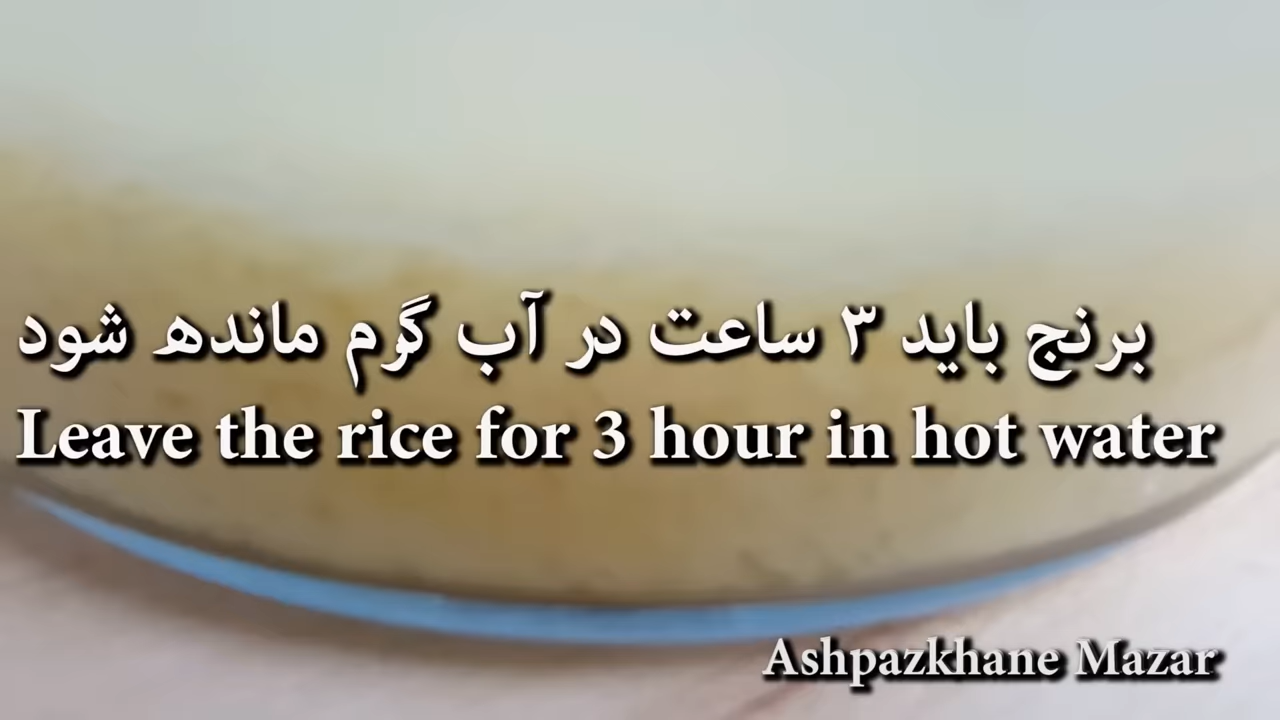 برنج باید ۳ ساعت در آب گرم مانده شود
Leave the rice for 3 hour in hot water
Ashpazkhane Mazar